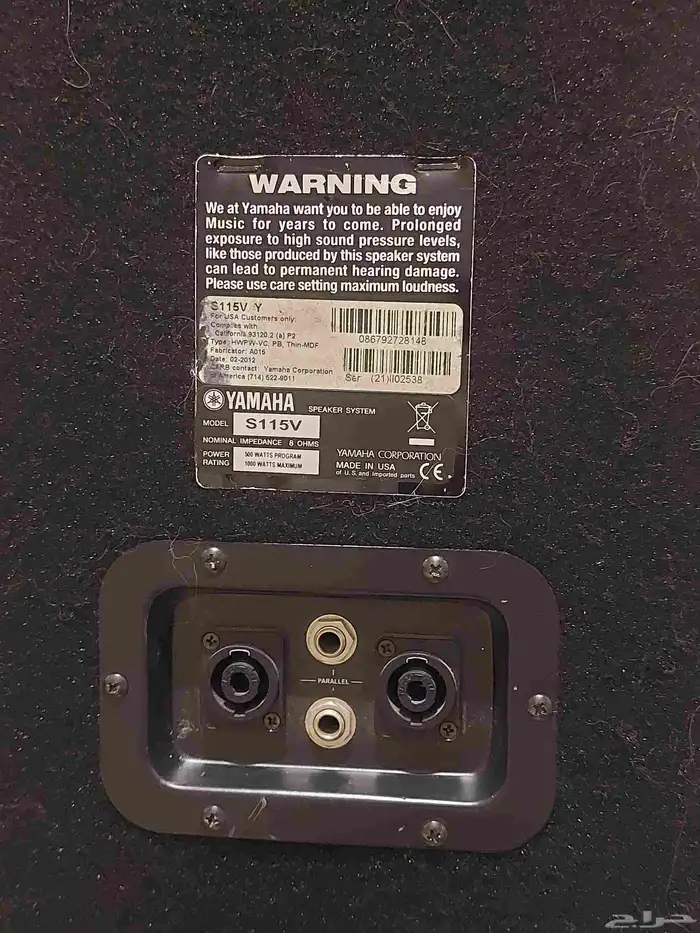 WARNING
We at Yamaha want you to be able to enjoy
Music for years to come. Prolonged
exposure to high sound pressure levels,
like those produced by this speaker system
can lead to permanent hearing damage.
Please use care setting maximum loudness.
S115V Y
For USA Customers only:
Complies with
California 93120.2 (a) P2
Type: HWPW-VC, PB, Thin-MDF
Fabricator: A016
Date: 02-2012
CARB contact: Yamaha Corporation
of America (714) 522-9011
086792728148
Ser (21)II02538
YAMAHA SPEAKER SYSTEM
MODEL S115V
NOMINAL IMPEDANCE 8 OHMS
POWER RATING
500 WATTS PROGRAM
1000 WATTS MAXIMUM
YAMAHA CORPORATION
MADE IN USA
of U.S. and imported parts
CE
PARALLEL
حراج